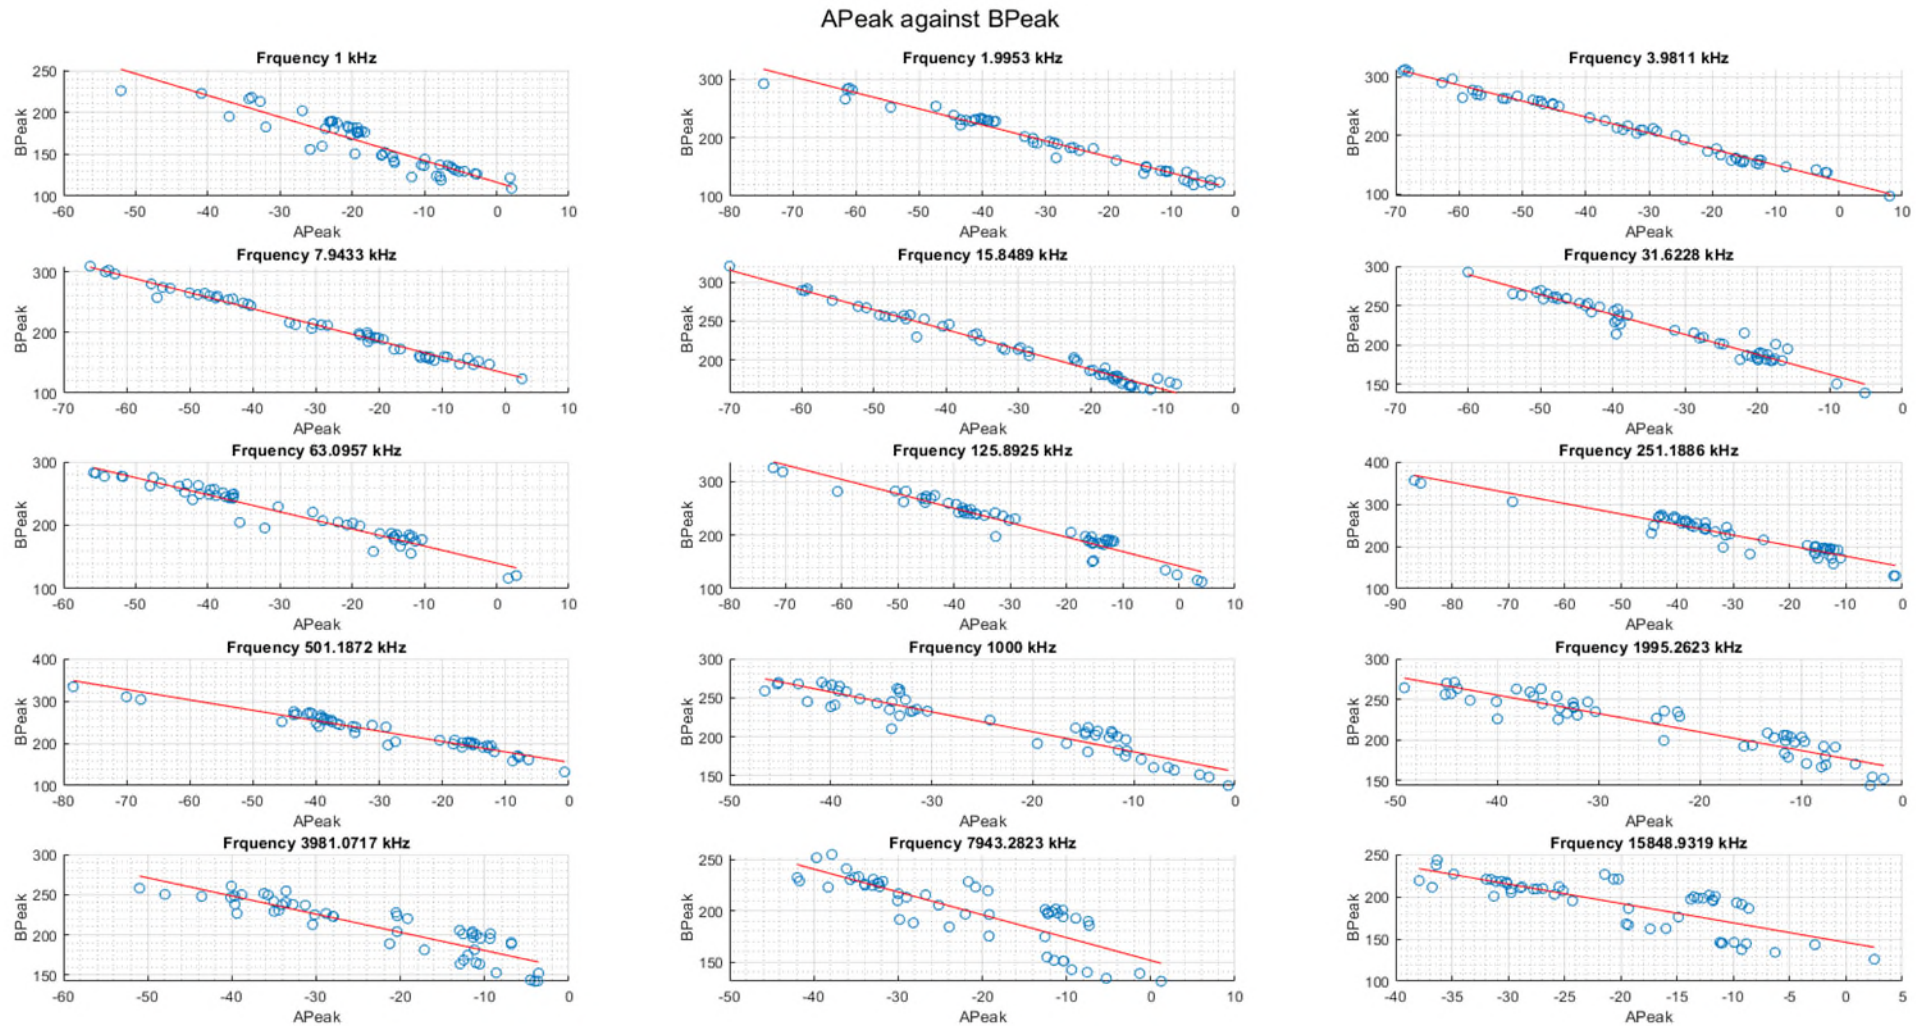 APeak against BPeak
Frquency 1 kHz
250
200
150
100
BPeak
-60 -50 -40 -30 -20 -10 0 10
APeak
Frquency 1.9953 kHz
300
200
100
BPeak
-80 -70 -60 -50 -40 -30 -20 -10 0
APeak
Frquency 3.9811 kHz
300
200
100
BPeak
-70 -60 -50 -40 -30 -20 -10 0 10
APeak
Frquency 7.9433 kHz
300
200
100
BPeak
-70 -60 -50 -40 -30 -20 -10 0 10
APeak
Frquency 15.8489 kHz
300
250
200
BPeak
-70 -60 -50 -40 -30 -20 -10 0
APeak
Frquency 31.6228 kHz
300
250
200
150
BPeak
-70 -60 -50 -40 -30 -20 -10 0
APeak
Frquency 63.0957 kHz
300
200
100
BPeak
-60 -50 -40 -30 -20 -10 0 10
APeak
Frquency 125.8925 kHz
300
200
100
BPeak
-80 -70 -60 -50 -40 -30 -20 -10 0 10
APeak
Frquency 251.1886 kHz
400
300
200
100
BPeak
-90 -80 -70 -60 -50 -40 -30 -20 -10 0
APeak
Frquency 501.1872 kHz
400
300
200
100
BPeak
-80 -70 -60 -50 -40 -30 -20 -10 0
APeak
Frquency 1000 kHz
300
250
200
150
BPeak
-50 -40 -30 -20 -10 0
APeak
Frquency 1995.2623 kHz
300
250
200
150
BPeak
-50 -40 -30 -20 -10 0
APeak
Frquency 3981.0717 kHz
300
250
200
150
BPeak
-60 -50 -40 -30 -20 -10 0
APeak
Frquency 7943.2823 kHz
250
200
150
BPeak
-50 -40 -30 -20 -10 0 10
APeak
Frquency 15848.9319 kHz
250
200
150
100
BPeak
-40 -35 -30 -25 -20 -15 -10 -5 0 5
APeak